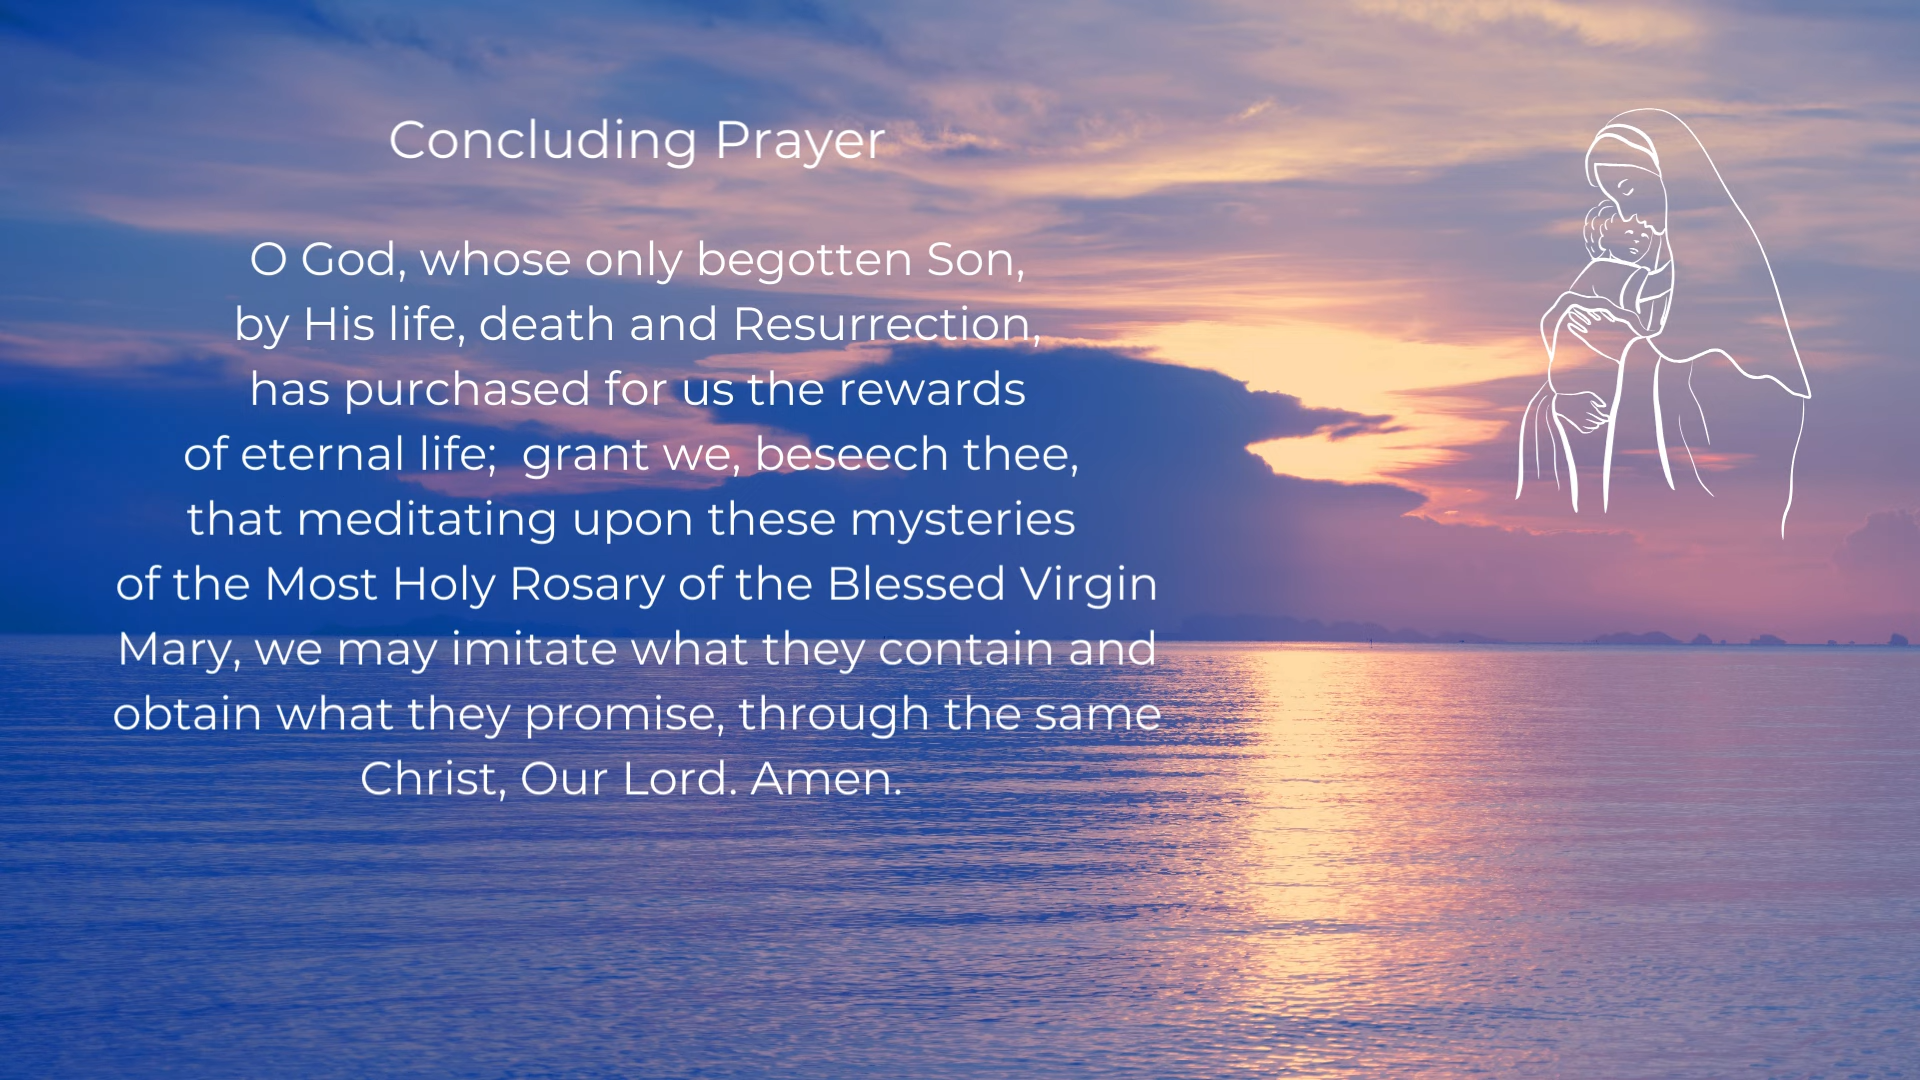 Concluding Prayer
O God, whose only begotten Son,
by His life, death and Resurrection,
has purchased for us the rewards
of eternal life;  grant we, beseech thee,
that meditating upon these mysteries
of the Most Holy Rosary of the Blessed Virgin
Mary, we may imitate what they contain and
obtain what they promise, through the same
Christ, Our Lord. Amen.